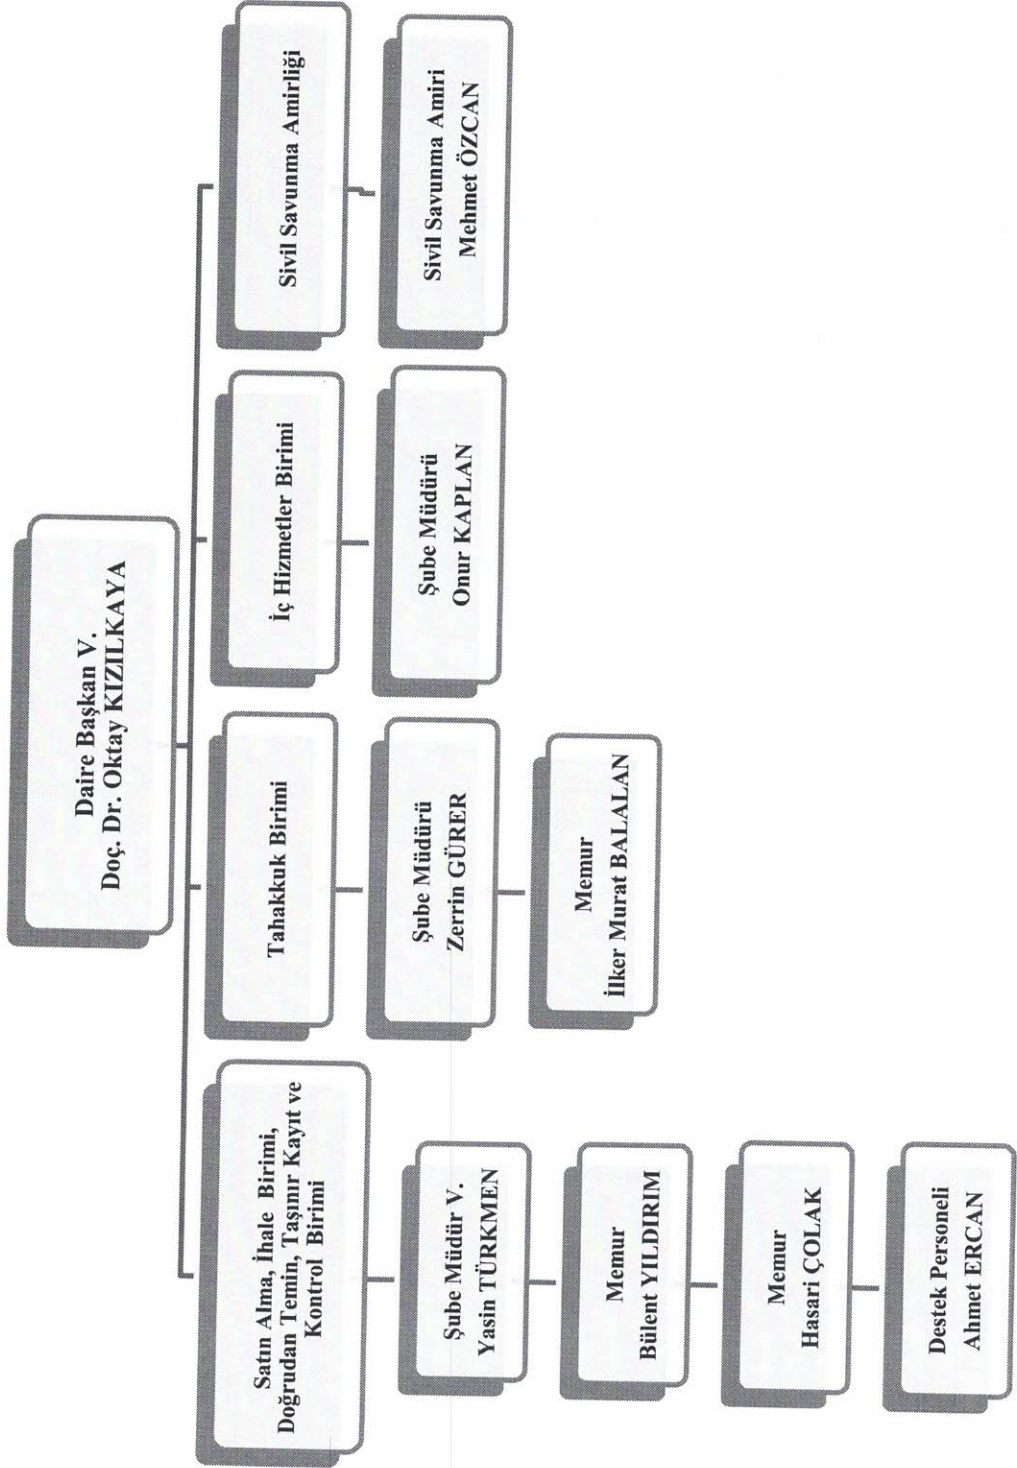 Daire Başkan V.
Doç. Dr. Oktay KIZILKAYA
Satın Alma, İhale Birimi,
Doğrudan Temin, Taşınır Kayıt ve
Kontrol Birimi
Şube Müdür V.
Yasin TÜRKMEN
Memur
Bülent YILDIRIM
Memur
Hasari ÇOLAK
Destek Personeli
Ahmet ERCAN
Tahakkuk Birimi
Şube Müdürü
Zerrin GÜRER
Memur
İlker Murat BALALAN
İç Hizmetler Birimi
Şube Müdürü
Onur KAPLAN
Sivil Savunma Amirliği
Sivil Savunma Amiri
Mehmet ÖZCAN